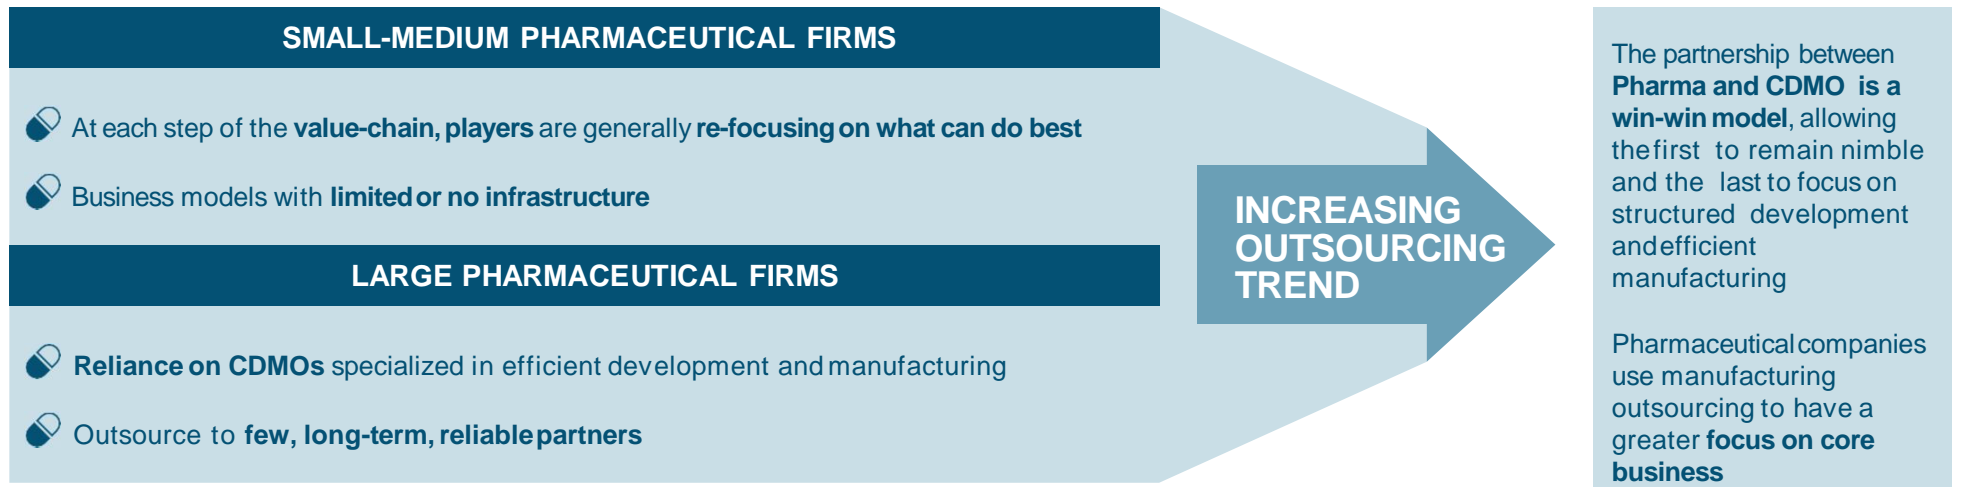 SMALL-MEDIUM PHARMACEUTICAL FIRMS
At each step of the value-chain, players are generally re-focusing on what can do best
Business models with limited or no infrastructure
LARGE PHARMACEUTICAL FIRMS
Reliance on CDMOs specialized in efficient development and manufacturing
Outsource to few, long-term, reliable partners
INCREASING
OUTSOURCING
TREND
The partnership between
Pharma and CDMO is a
win-win model, allowing
the first to remain nimble
and the last to focus on
structured development
and efficient
manufacturing
Pharmaceutical companies
use manufacturing
outsourcing to have a
greater focus on core
business